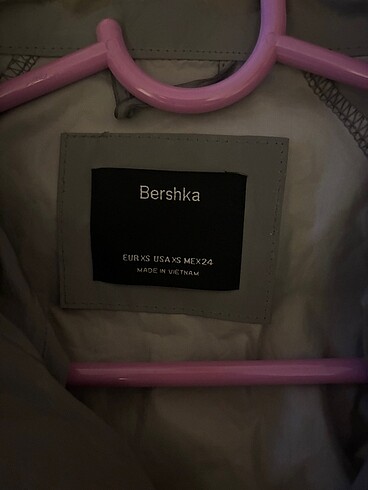 Bershka
EUR XS USA XS MEX 24
MADE IN VIETNAM